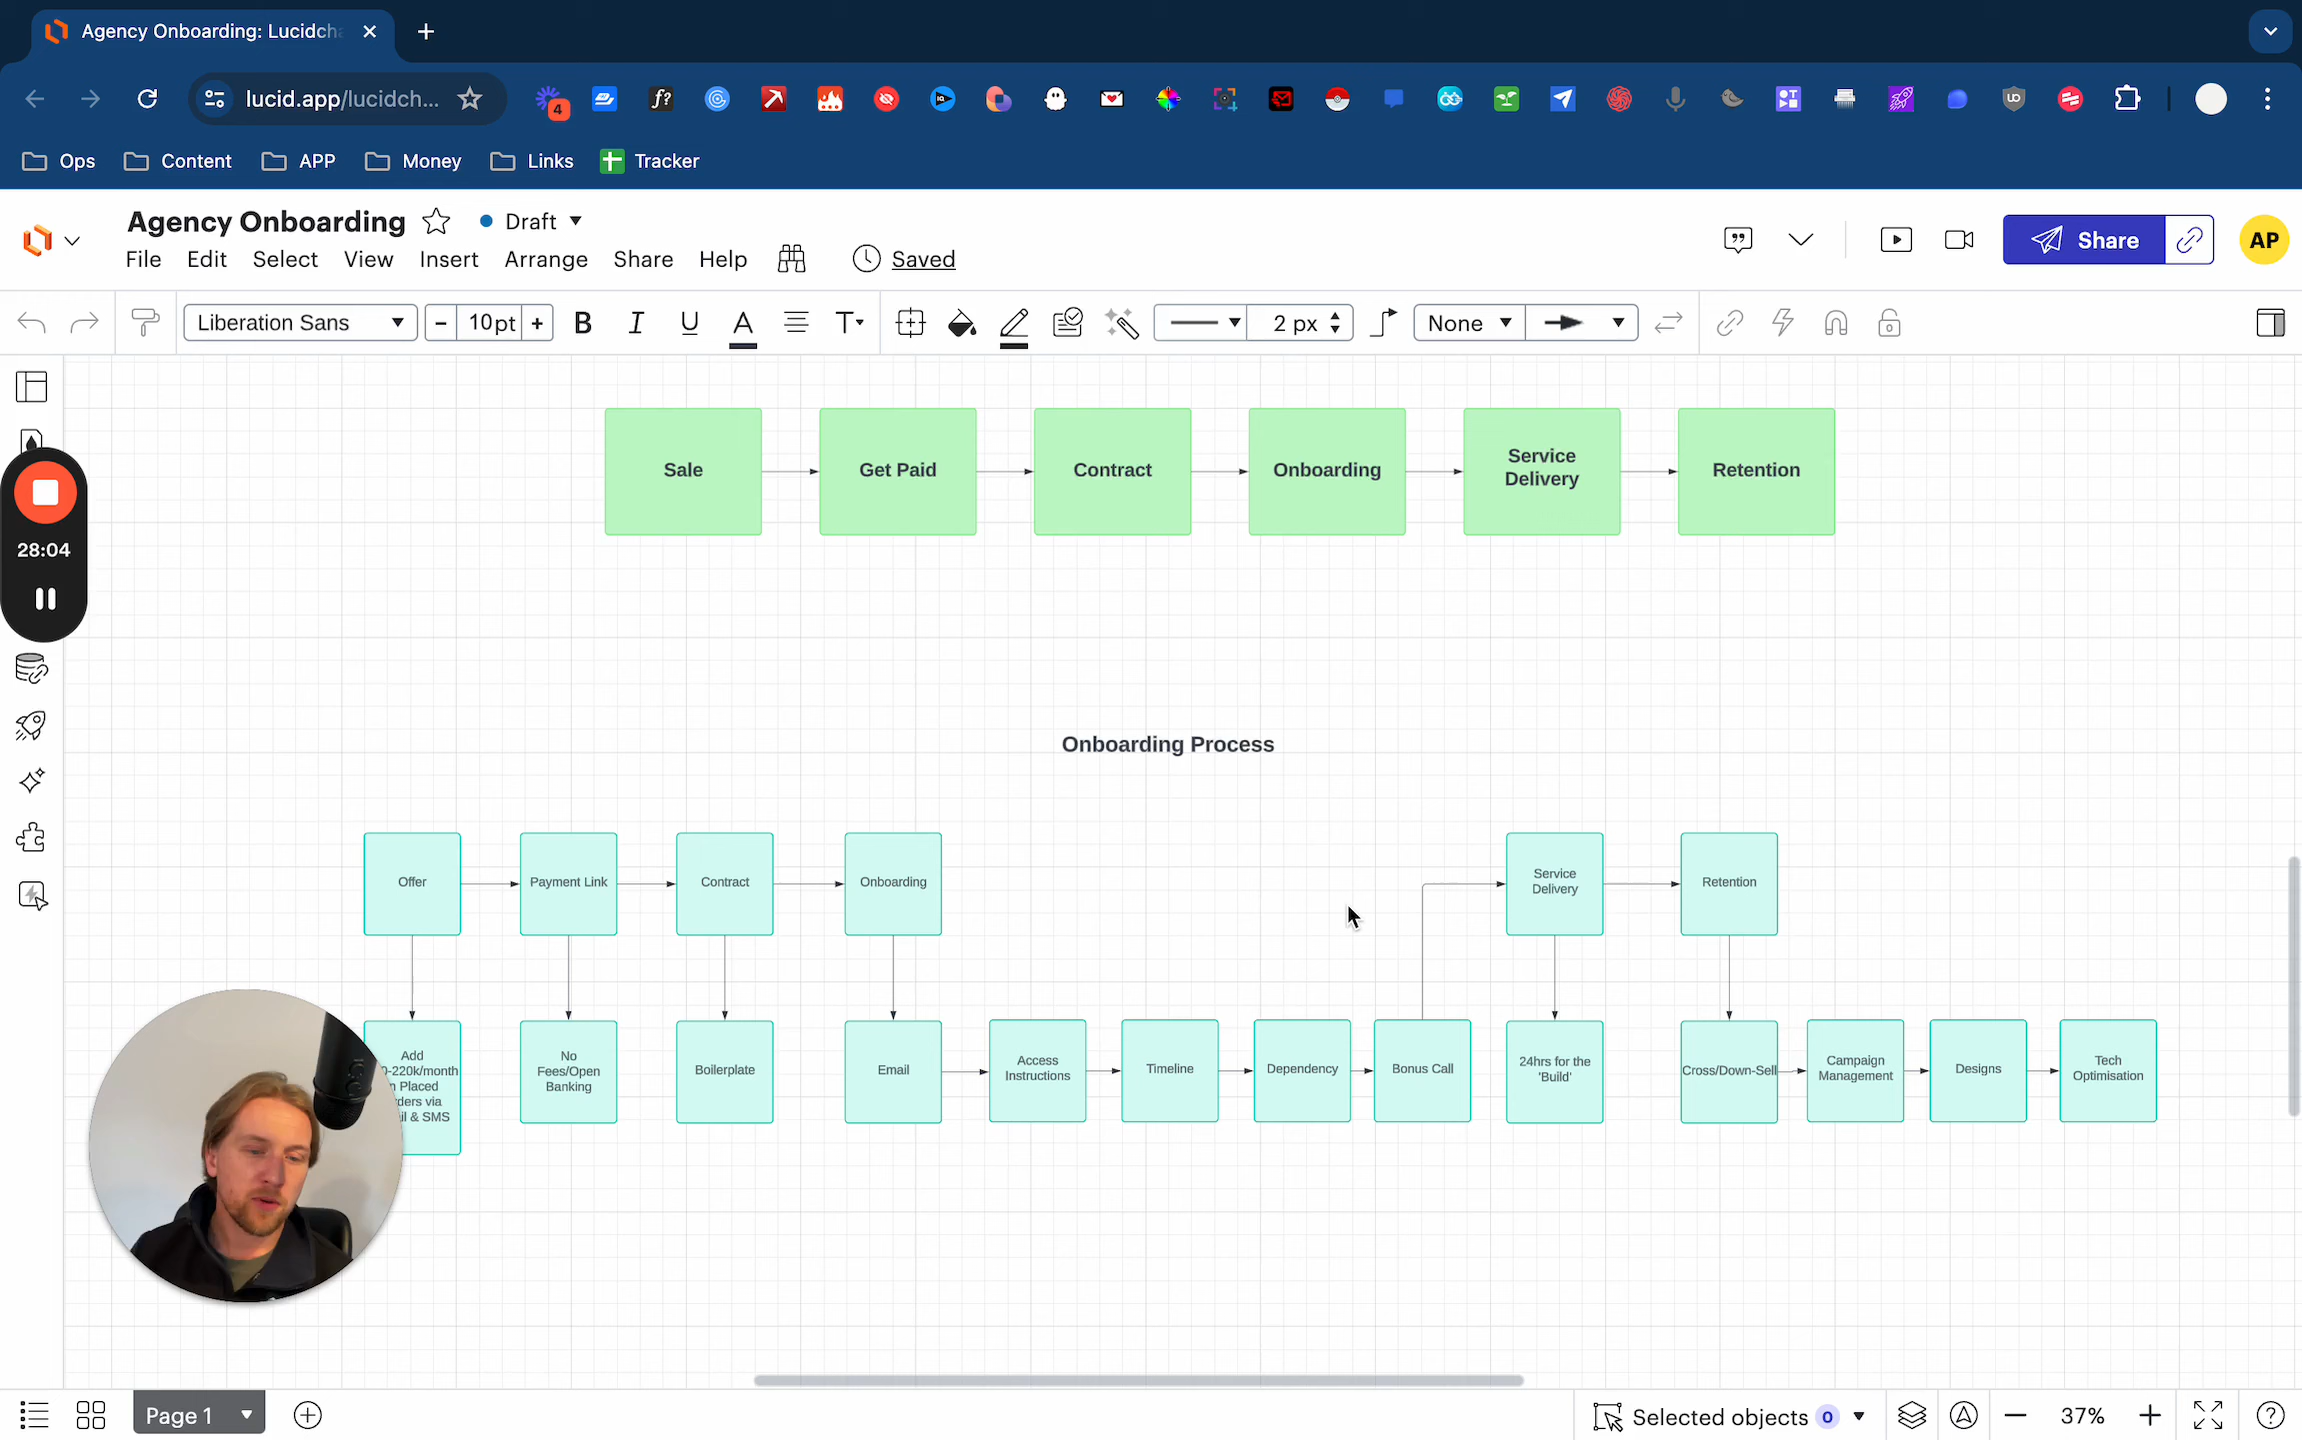 Agency Onboarding: Lucidch
lucid.app/lucidch...
4
Ops
Content
APP
Money
Links
Tracker
Agency Onboarding
Draft
File
Edit
Select
View
Insert
Arrange
Share
Help
Saved
Share
AP
Liberation Sans
10pt
B
I
U
A
T
2 px
None
Sale
Get Paid
Contract
Onboarding
Service
Delivery
Retention
28:04
Onboarding Process
Offer
Payment Link
Contract
Onboarding
Service
Delivery
Retention
Add
0-220k/month
Placed
via
& SMS
No
Fees/Open
Banking
Boilerplate
Email
Access
Instructions
Timeline
Dependency
Bonus Call
24hrs for the
'Build'
Cross/Down-Sell
Campaign
Management
Designs
Tech
Optimisation
Page 1
Selected objects
0
37%